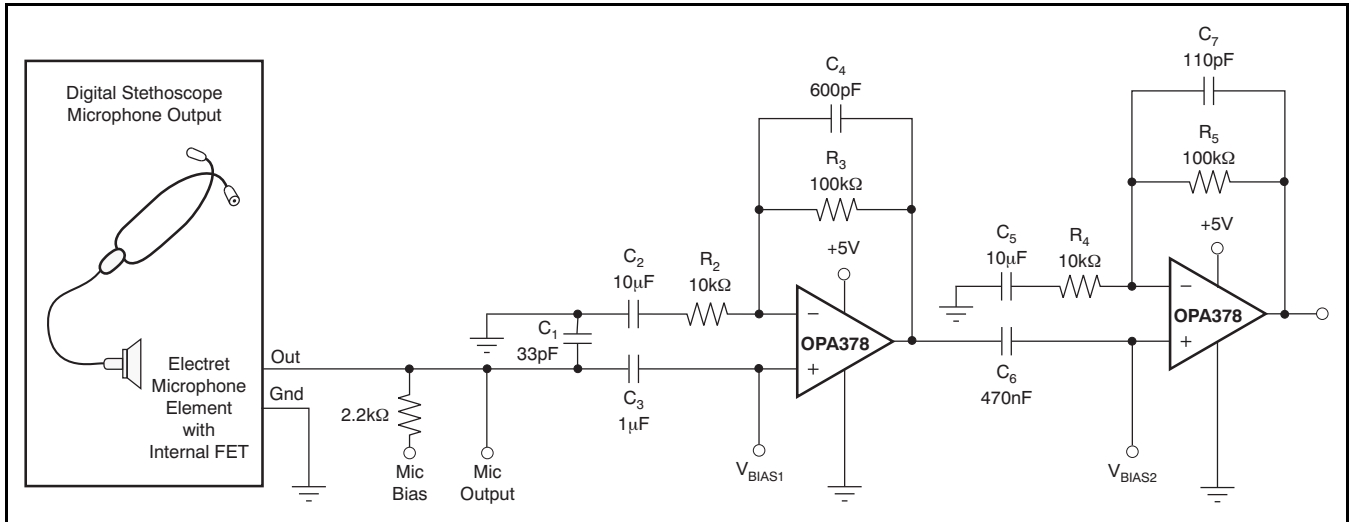 Digital Stethoscope
Microphone Output
Electret
Microphone
Element
with
Internal FET
Out
Gnd
2.2kΩ
Mic
Bias
Mic
Output
C1
33pF
C2
10μF
C3
1μF
R2
10kΩ
C4
600pF
R3
100kΩ
+5V
−
OPA378
+
VBIAS1
C5
10μF
R4
10kΩ
C6
470nF
C7
110pF
R5
100kΩ
+5V
−
OPA378
+
VBIAS2